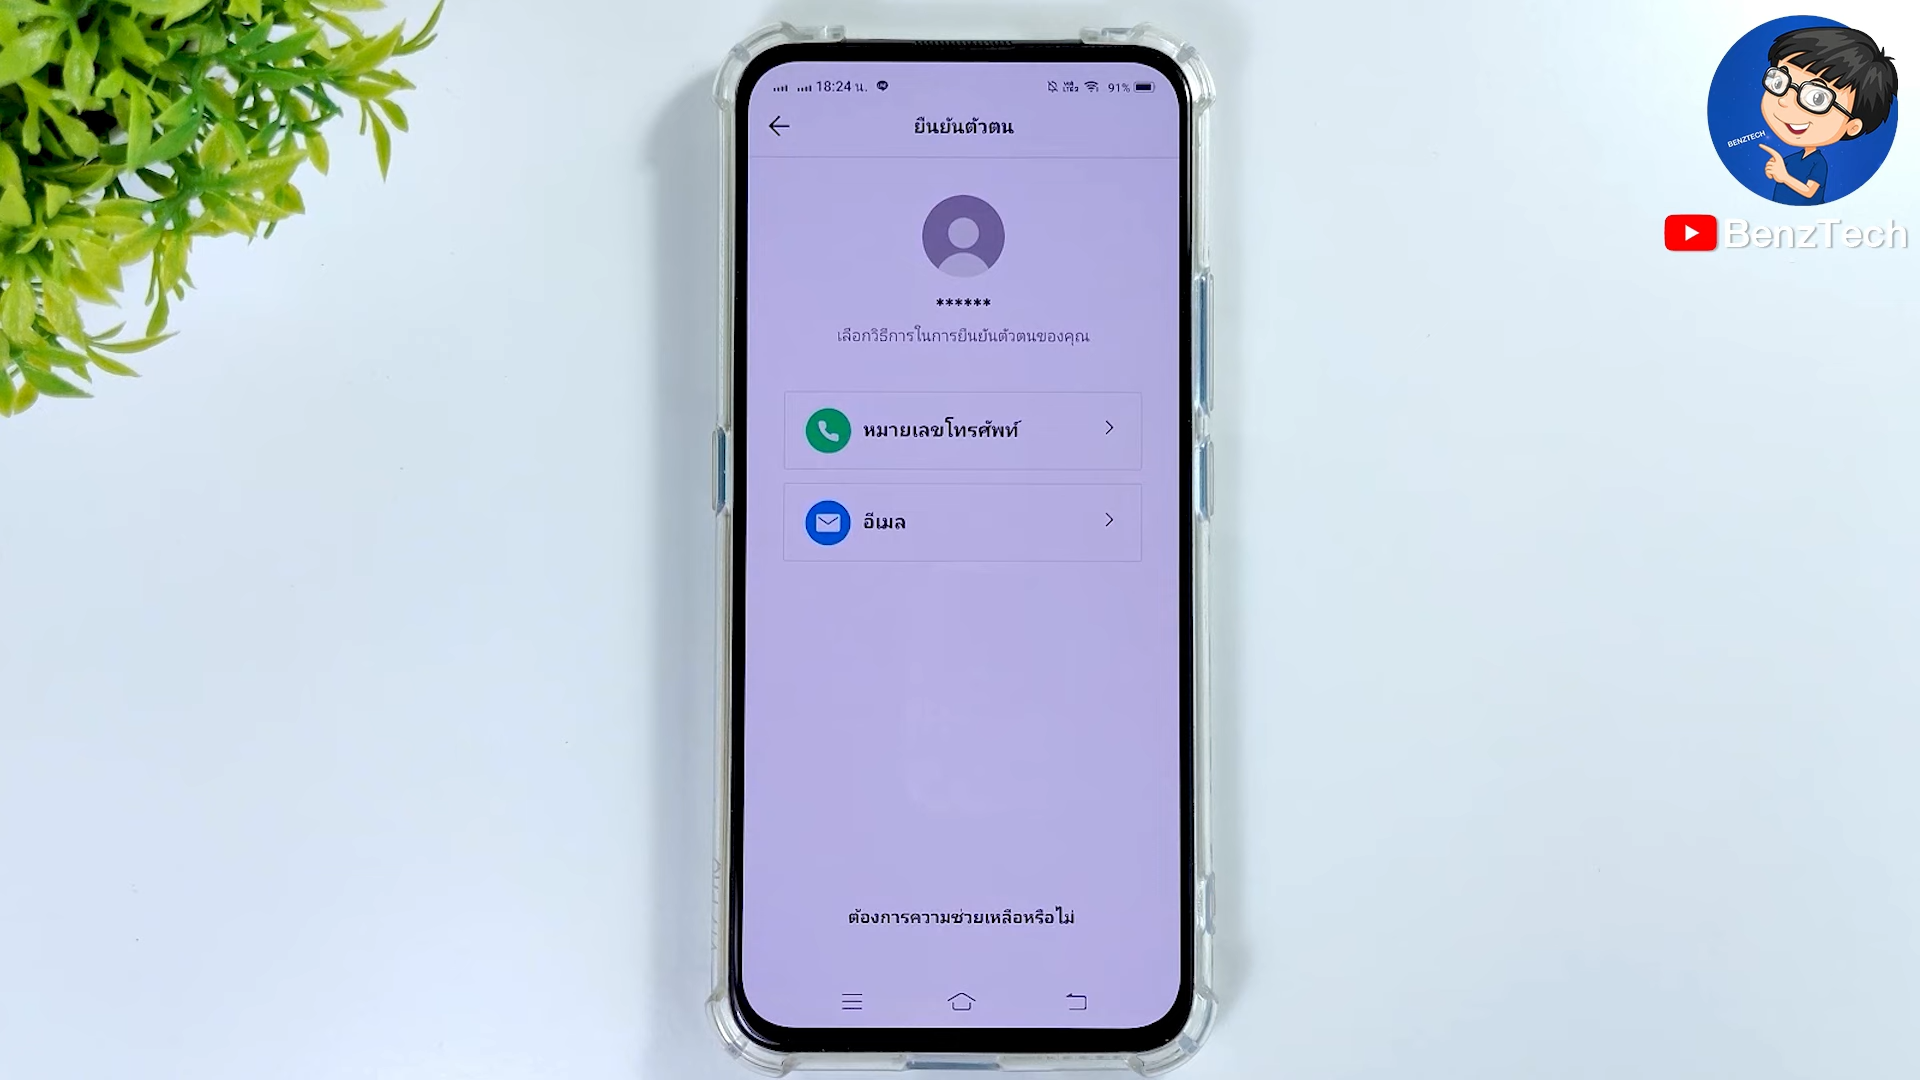 18:24 น.
91%
ยืนยันตัวตน
******
เลือกวิธีการในการยืนยันตัวตนของคุณ
หมายเลขโทรศัพท์
อีเมล
ต้องการความช่วยเหลือหรือไม่
BENZTECH
BenzTech